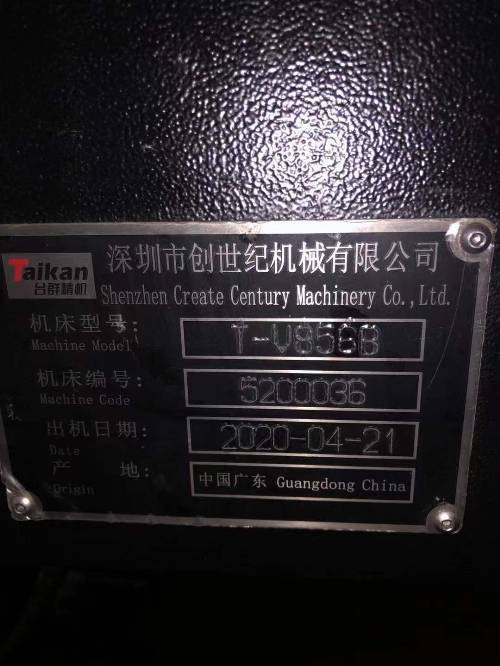 Taikan
台群精机
深圳市创世纪机械有限公司
Shenzhen Create Century Machinery Co.,Ltd.
机床型号: T-V856B
Machine Model
机床编号: 5200036
Machine Code
出机日期: 2020-04-21
Date
产 地: 中国广东 Guangdong China
Origin